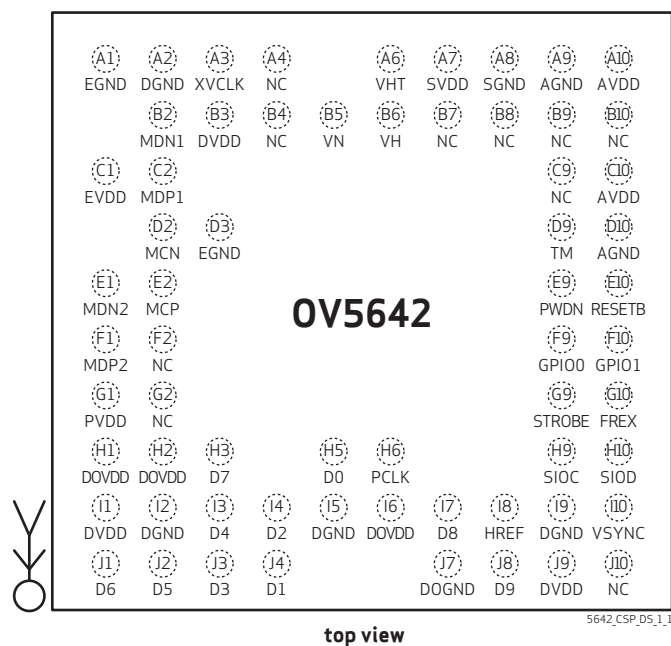 A1 A2 A3 A4 A6 A7 A8 A9 A10
EGND DGND XVCLK NC VHT SVDD SGND AGND AVDD
B2 B3 B4 B5 B6 B7 B8 B9 B10
MDN1 DVDD NC VN VH NC NC NC NC
C1 C2 C9 C10
EVDD MDP1 NC AVDD
D2 D3 D9 D10
MCN EGND TM AGND
E1 E2 E9 E10
MDN2 MCP PWDN RESETB
OV5642
F1 F2 F9 F10
MDP2 NC GPIO0 GPIO1
G1 G2 G9 G10
PVDD NC STROBE FREX
H1 H2 H3 H5 H6 H9 H10
DOVDD DOVDD D7 D0 PCLK SIOC SIOD
I1 I2 I3 I4 I5 I6 I7 I8 I9 I10
DVDD DGND D4 D2 DGND DOVDD D8 HREF DGND VSYNC
J1 J2 J3 J4 J7 J8 J9 J10
D6 D5 D3 D1 DOGND D9 DVDD NC
5642_CSP_DS_1_1
top view